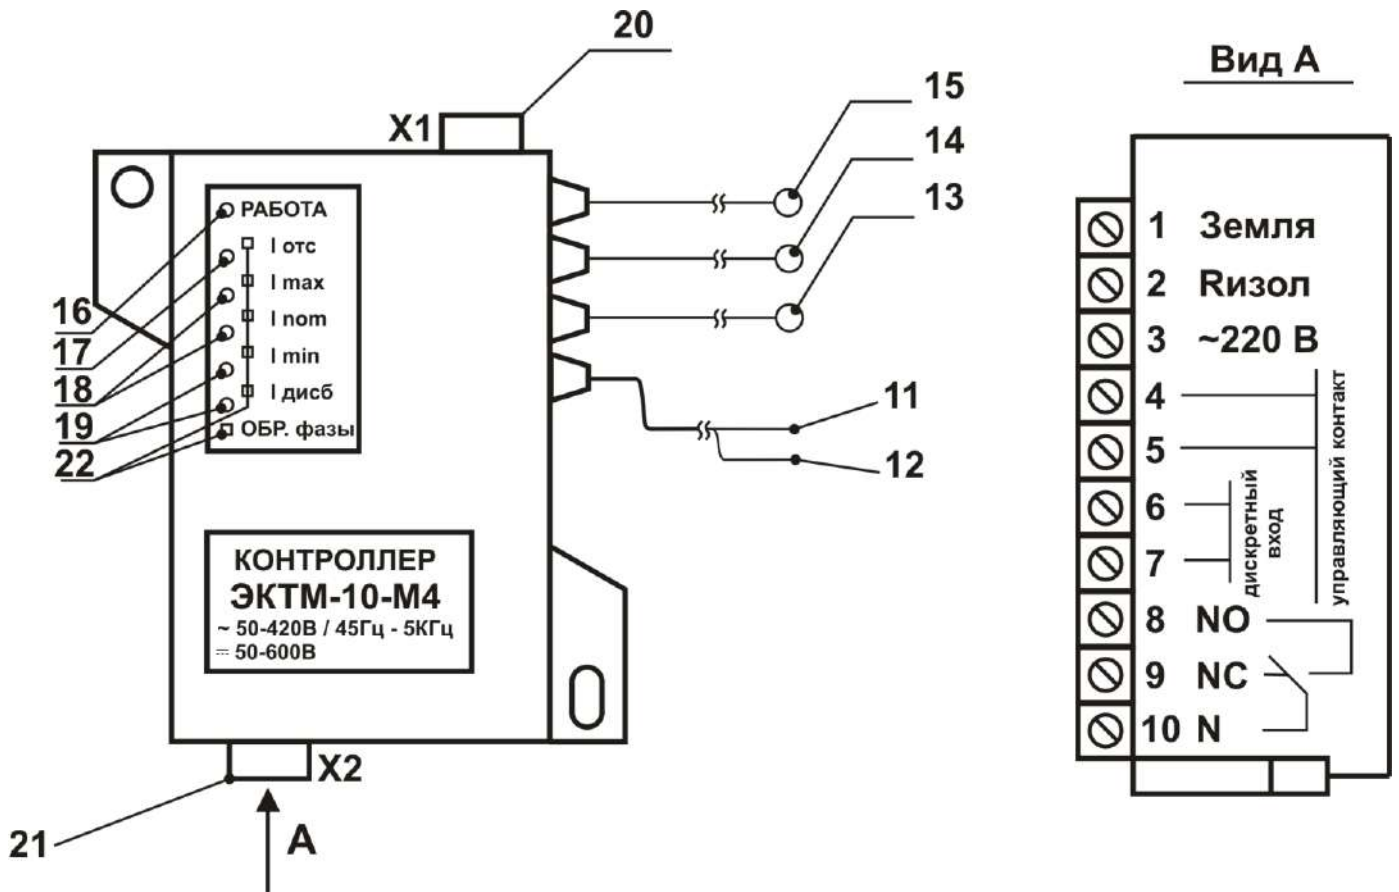 20
X1
15
14
13
РАБОТА
I отс
I max
I nom
I min
I дисб
ОБР. фазы
16
17
18
19
22
11
12
КОНТРОЛЛЕР
ЭКТМ-10-М4
~ 50-420В / 45Гц - 5КГц
= 50-600В
X2
21
А
Вид А
1 Земля
2 Rизол
3 ~220 В
4
5
6
7
8 NO
9 NC
10 N
дискретный
вход
управляющий контакт